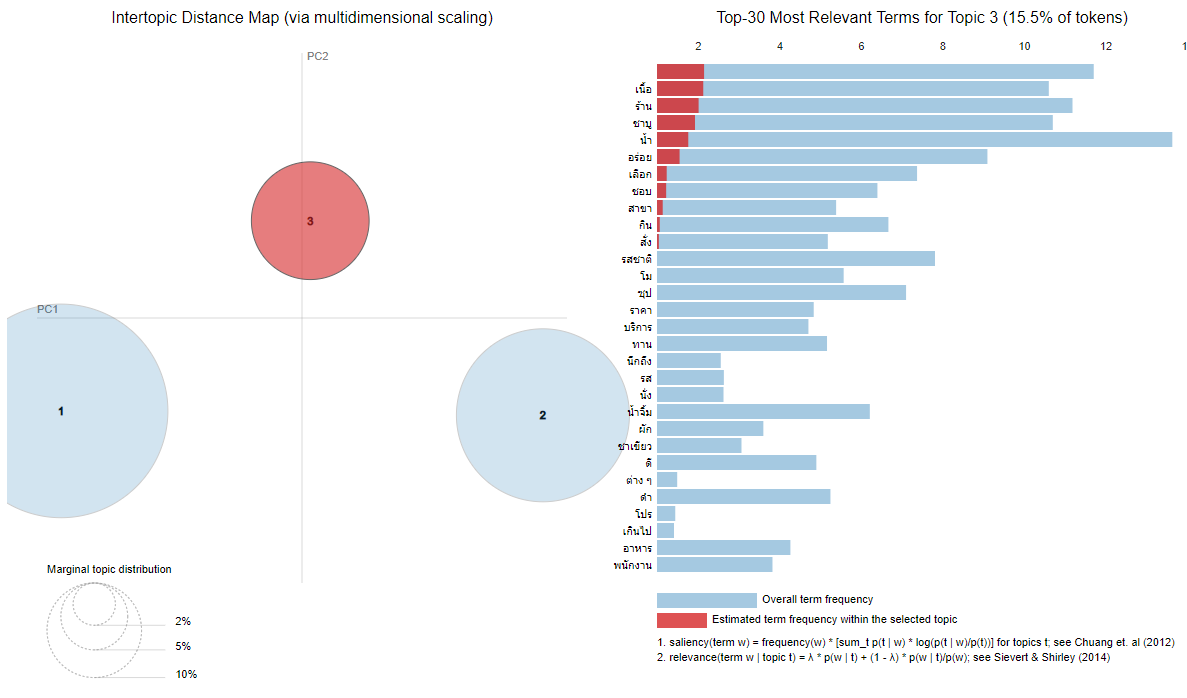 Intertopic Distance Map (via multidimensional scaling)
PC2
PC1
3
1
2
Marginal topic distribution
2%
5%
10%
Top-30 Most Relevant Terms for Topic 3 (15.5% of tokens)
2 4 6 8 10 12 1
เนื้อ
ร้าน
ชาบู
น้ำ
อร่อย
เลือก
ชอบ
สาขา
กิน
สั่ง
รสชาติ
โม
ซุป
ราคา
บริการ
ทาน
นึกถึง
รส
นั่ง
น้ำจิ้ม
ผัก
ชาเขียว
ดี
ต่าง ๆ
ดำ
โปร
เกินไป
อาหาร
พนักงาน
Overall term frequency
Estimated term frequency within the selected topic
1. saliency(term w) = frequency(w) * [sum_t p(t | w) * log(p(t | w)/p(t))] for topics t; see Chuang et. al (2012)
2. relevance(term w | topic t) = λ * p(w | t) + (1 - λ) * p(w | t)/p(w); see Sievert & Shirley (2014)